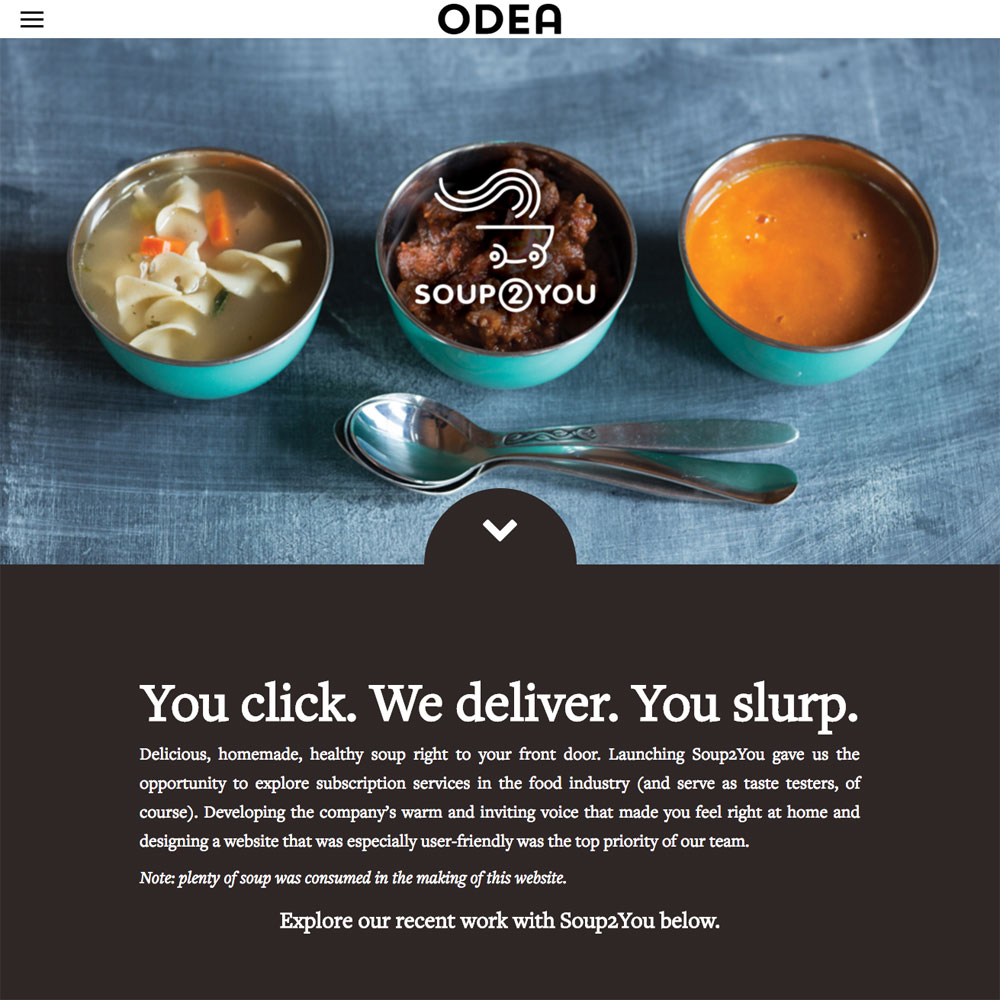 ODEA
SOUP2YOU
You click. We deliver. You slurp.
Delicious, homemade, healthy soup right to your front door. Launching Soup2You gave us the
opportunity to explore subscription services in the food industry (and serve as taste testers, of
course). Developing the company’s warm and inviting voice that made you feel right at home and
designing a website that was especially user-friendly was the top priority of our team.
Note: plenty of soup was consumed in the making of this website.
Explore our recent work with Soup2You below.